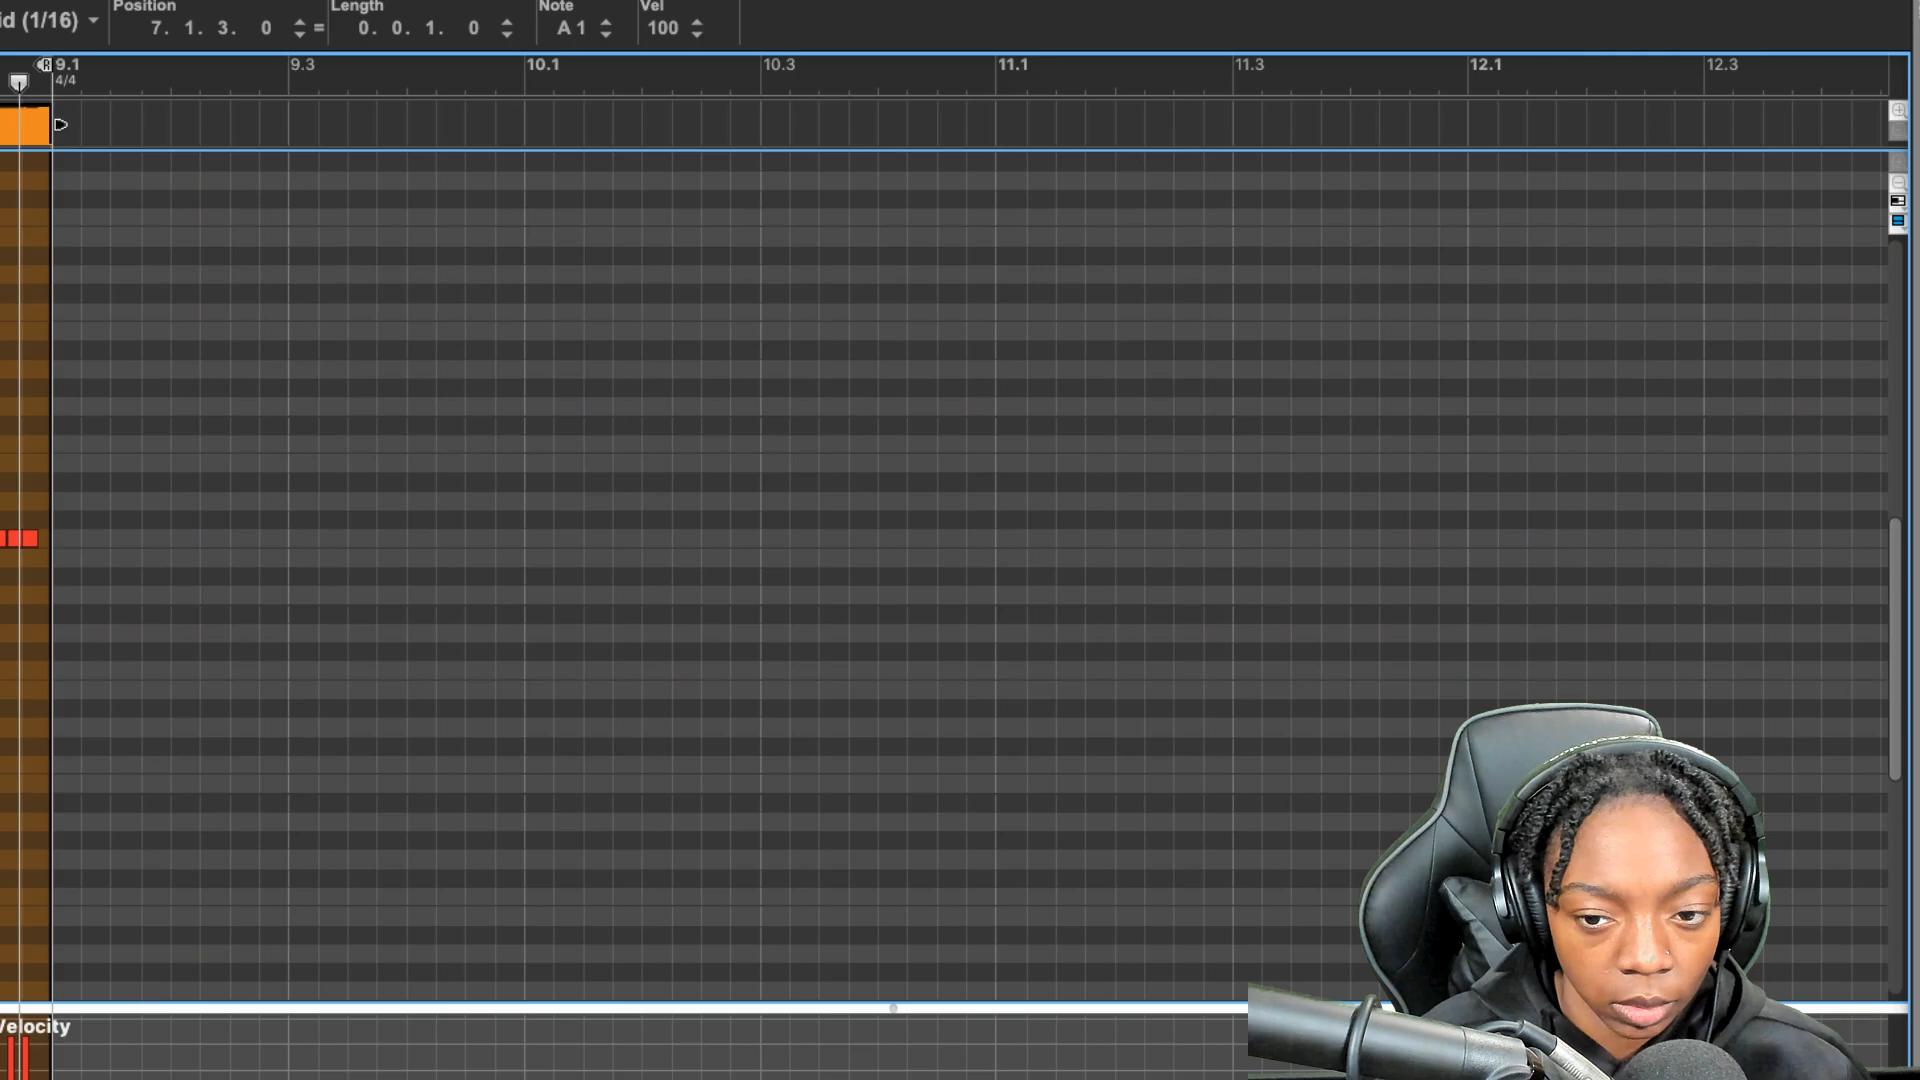 Position
Length
Note
Vel
id (1/16)
7. 1. 3. 0
=
0. 0. 1. 0
A 1
100
R
9.1
9.3
10.1
10.3
11.1
11.3
12.1
12.3
4/4
Velocity